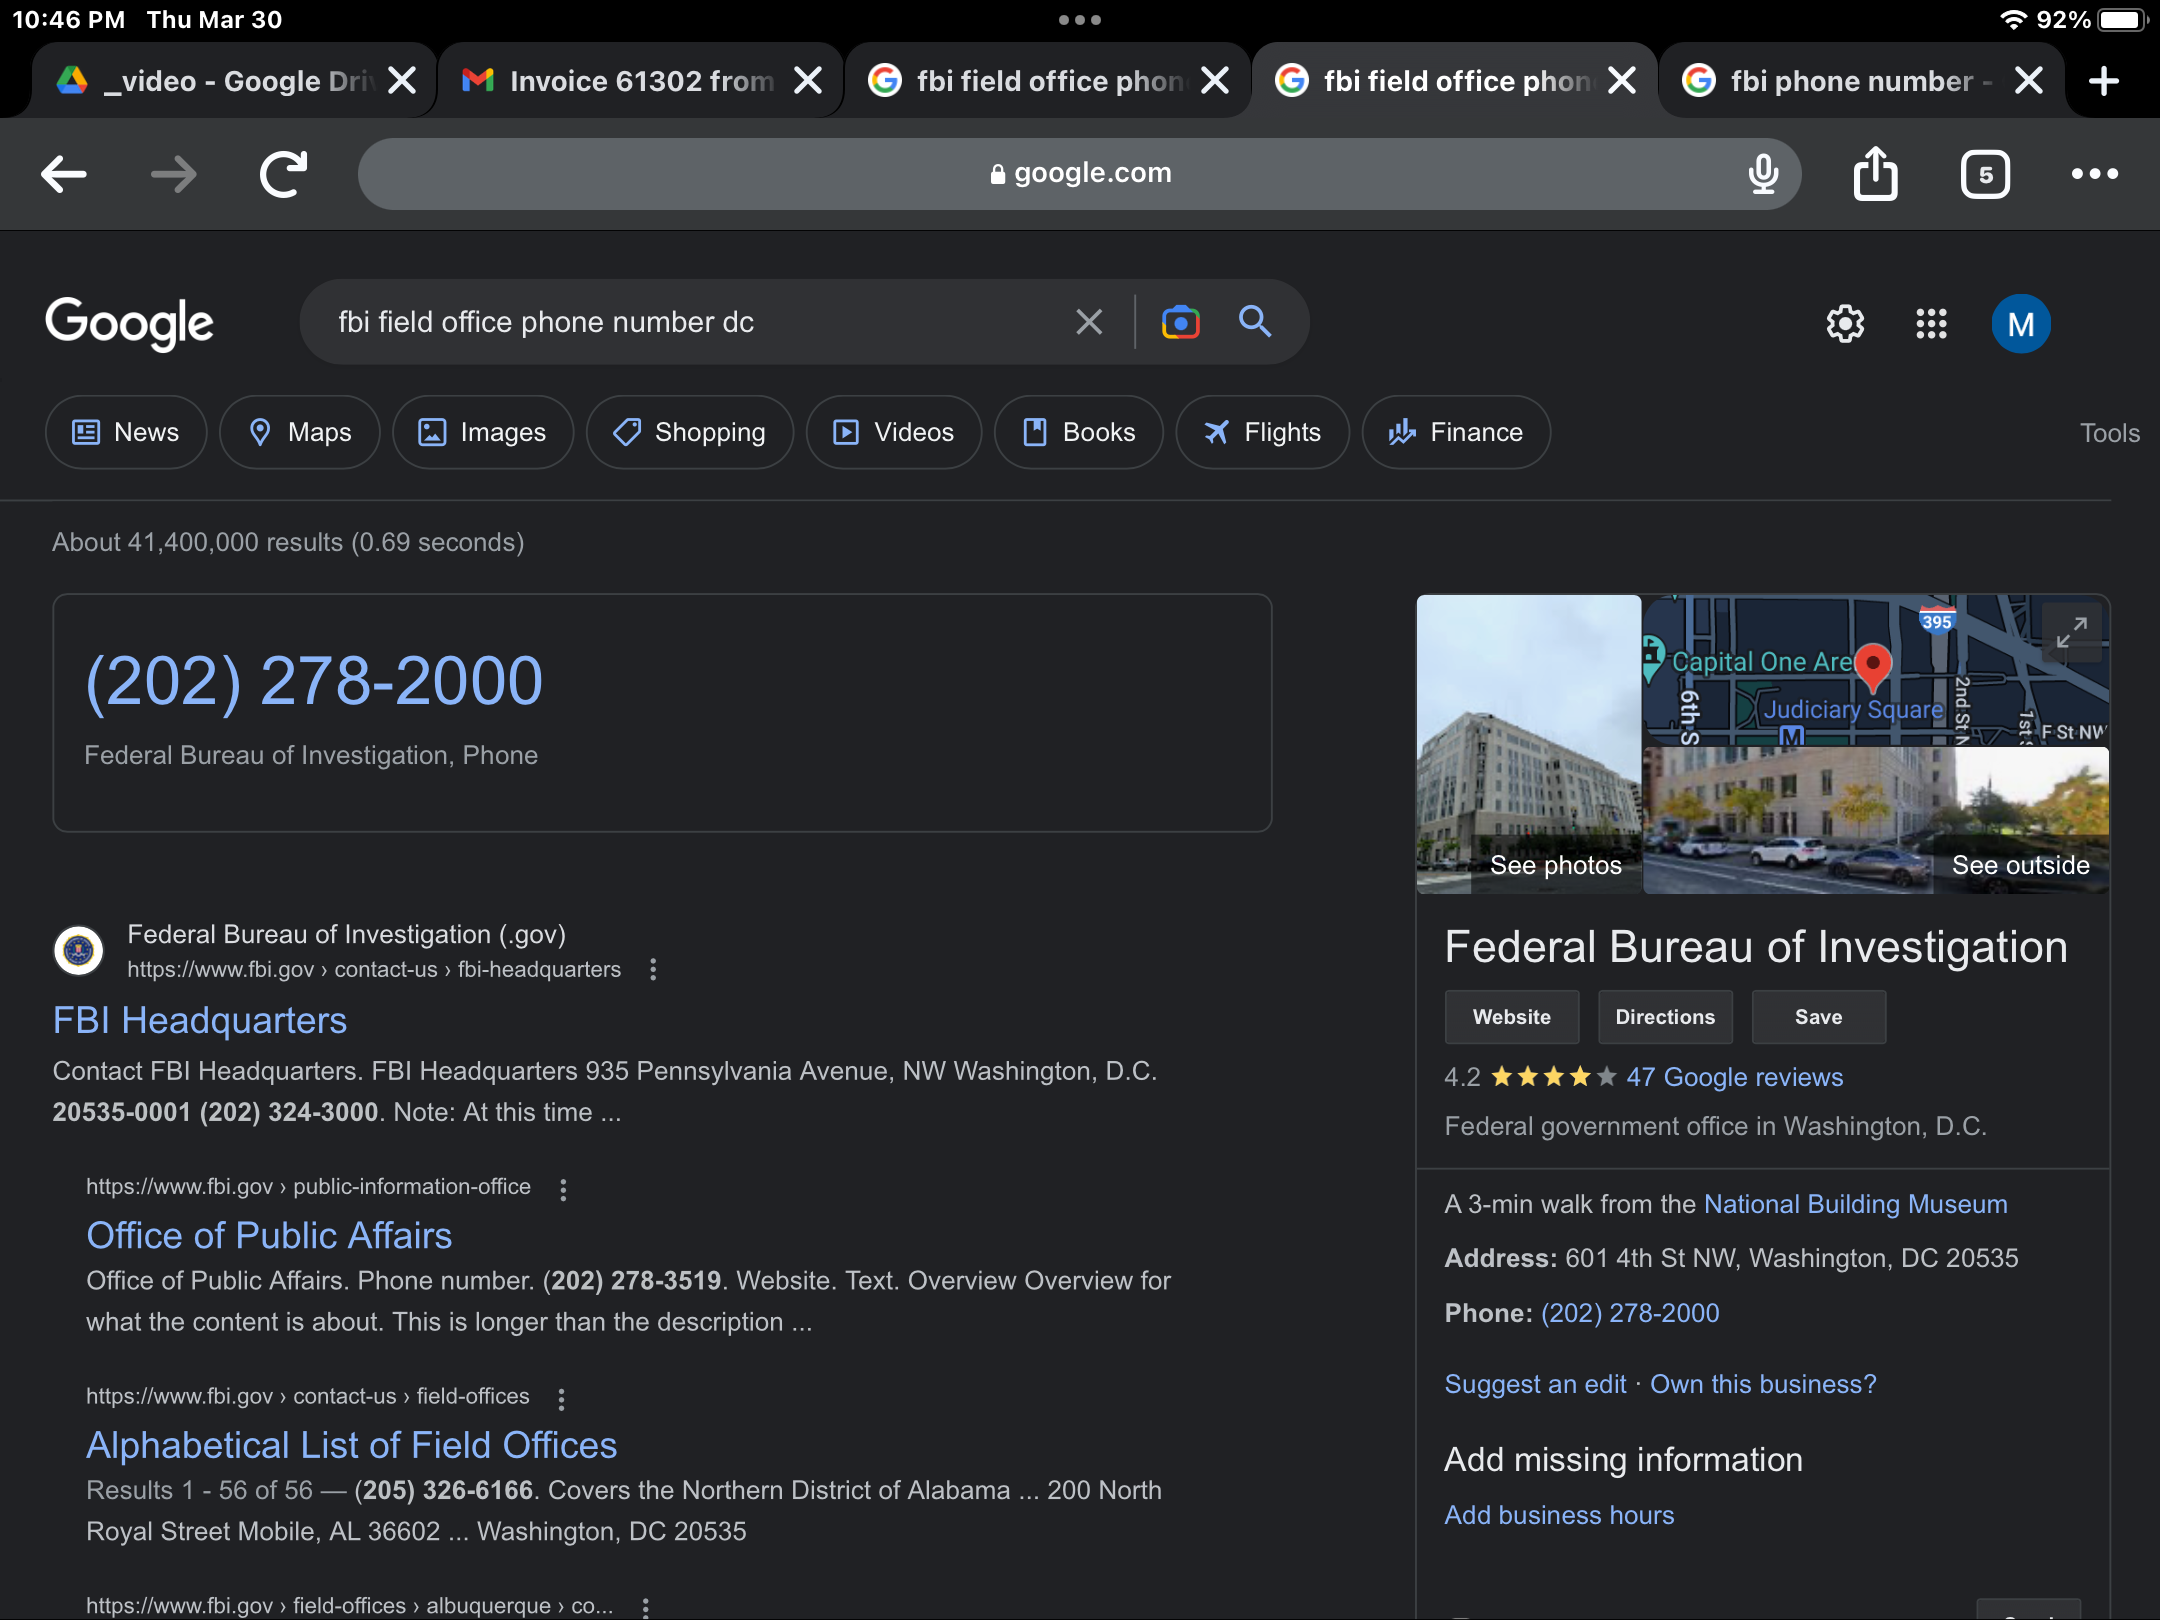 10:46 PM Thu Mar 30
92%
_video - Google Dri
Invoice 61302 from
fbi field office phon
fbi field office phon
fbi phone number -
google.com
5
Google
fbi field office phone number dc
M
News
Maps
Images
Shopping
Videos
Books
Flights
Finance
Tools
About 41,400,000 results (0.69 seconds)
(202) 278-2000
Federal Bureau of Investigation, Phone
Federal Bureau of Investigation (.gov)
https://www.fbi.gov › contact-us › fbi-headquarters
FBI Headquarters
Contact FBI Headquarters. FBI Headquarters 935 Pennsylvania Avenue, NW Washington, D.C.
20535-0001 (202) 324-3000. Note: At this time ...
https://www.fbi.gov › public-information-office
Office of Public Affairs
Office of Public Affairs. Phone number. (202) 278-3519. Website. Text. Overview Overview for
what the content is about. This is longer than the description ...
https://www.fbi.gov › contact-us › field-offices
Alphabetical List of Field Offices
Results 1 - 56 of 56 — (205) 326-6166. Covers the Northern District of Alabama ... 200 North
Royal Street Mobile, AL 36602 ... Washington, DC 20535
https://www.fbi.gov › field-offices › albuquerque › co...
395
Capital One Are
6th S
Judiciary Square
M
2nd St N
1st S
F St NW
See photos
See outside
Federal Bureau of Investigation
Website
Directions
Save
4.2 47 Google reviews
Federal government office in Washington, D.C.
A 3-min walk from the National Building Museum
Address: 601 4th St NW, Washington, DC 20535
Phone: (202) 278-2000
Suggest an edit · Own this business?
Add missing information
Add business hours